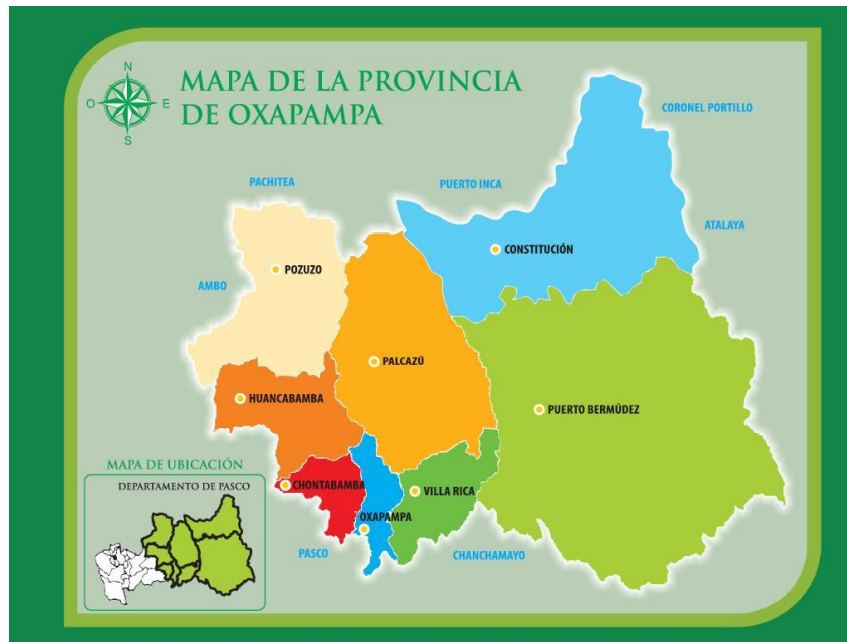 N
O
E
S
MAPA DE LA PROVINCIA
DE OXAPAMPA
CORONEL PORTILLO
PACHITEA
PUERTO INCA
ATALAYA
CONSTITUCIÓN
POZUZO
AMBO
PALCAZÚ
HUANCABAMBA
PUERTO BERMÚDEZ
MAPA DE UBICACIÓN
DEPARTAMENTO DE PASCO
CHONTABAMBA
VILLA RICA
OXAPAMPA
PASCO
CHANCHAMAYO